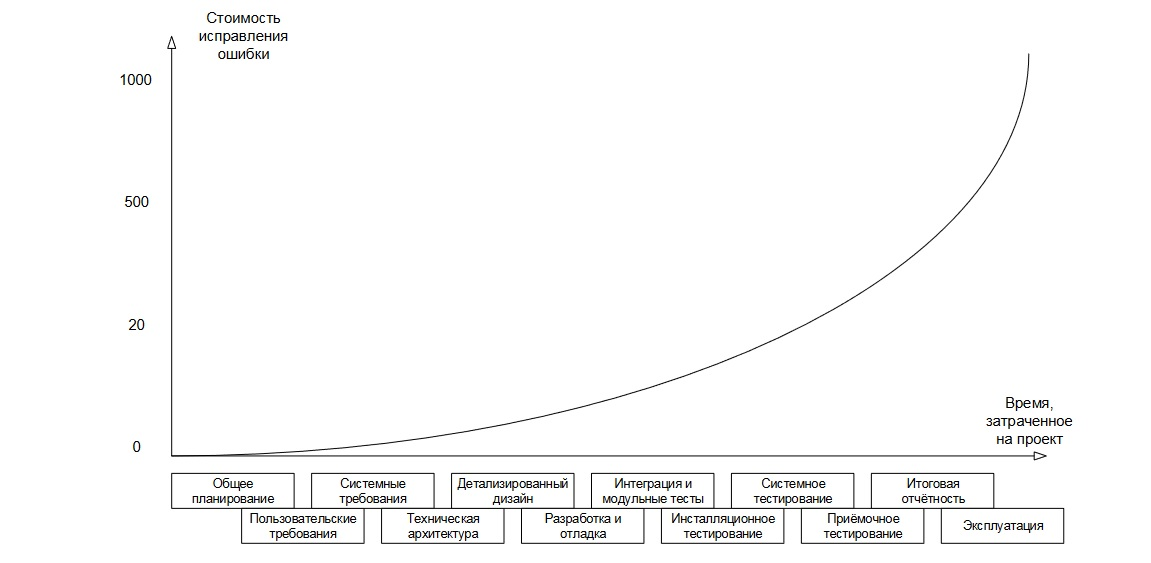 Стоимость
исправления
ошибки
1000
500
20
0
Время,
затраченное
на проект
Общее
планирование
Системные
требования
Детализированный
дизайн
Интеграция и
модульные тесты
Системное
тестирование
Итоговая
отчётность
Пользовательские
требования
Техническая
архитектура
Разработка и
отладка
Инсталляционное
тестирование
Приёмочное
тестирование
Эксплуатация